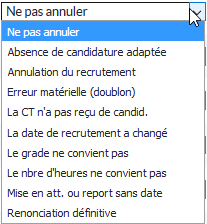 Ne pas annuler
Ne pas annuler
Absence de candidature adaptée
Annulation du recrutement
Erreur matérielle (doublon)
La CT n'a pas reçu de candid.
La date de recrutement a changé
Le grade ne convient pas
Le nbre d'heures ne convient pas
Mise en att. ou report sans date
Renonciation définitive